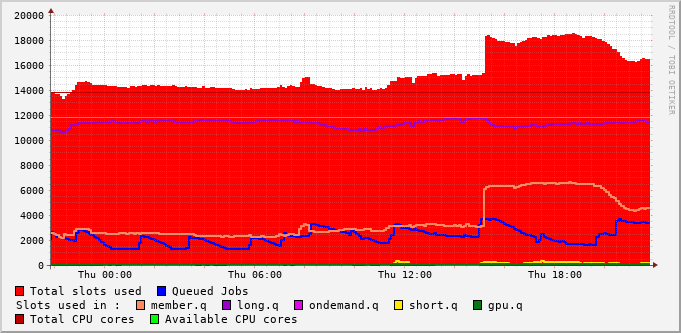 RRDTOOL / TOBI OETIKER
20000
18000
16000
14000
12000
10000
8000
6000
4000
2000
0
Thu 00:00 Thu 06:00 Thu 12:00 Thu 18:00
Total slots used Queued Jobs
Slots used in : member.q long.q ondemand.q short.q gpu.q
Total CPU cores Available CPU cores